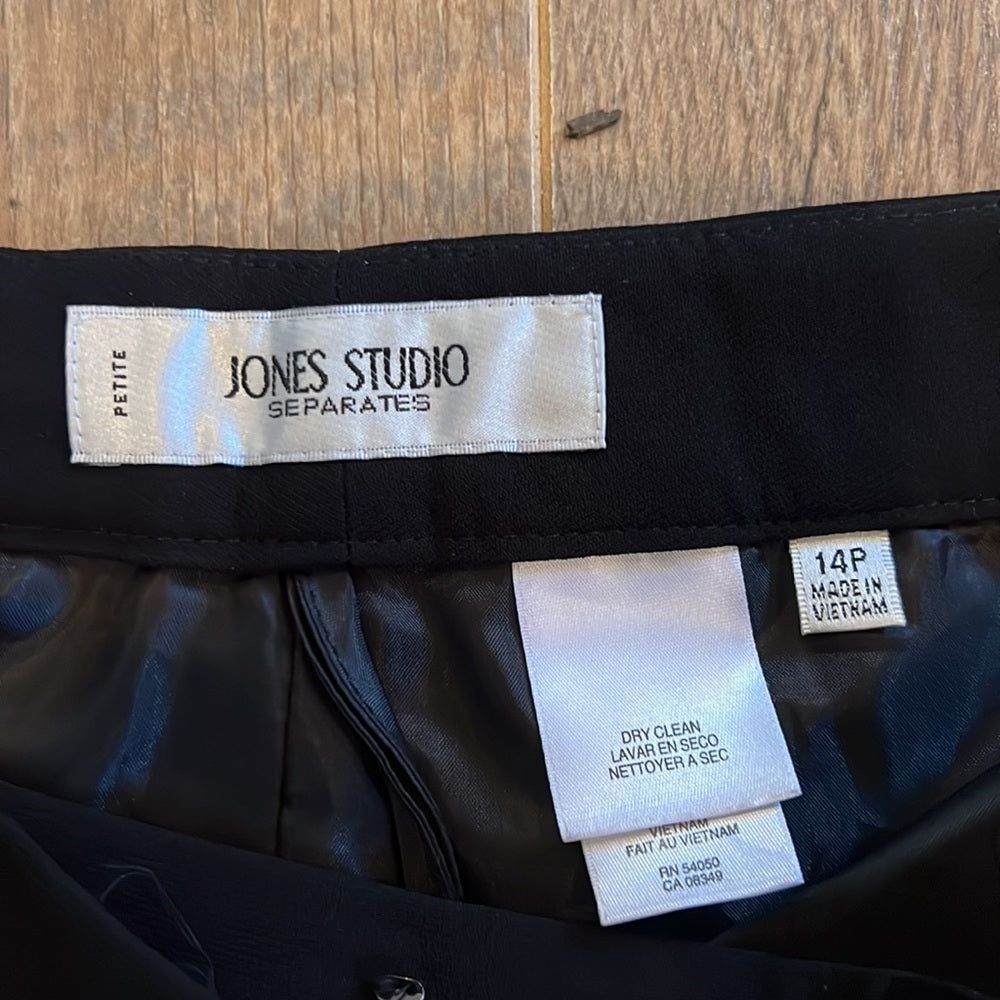 PETITE
JONES STUDIO
SEPARATES
14P
MADE IN
VIETNAM
DRY CLEAN
LAVAR EN SECO
NETTOYER A SEC
VIETNAM
FAIT AU VIETNAM
RN 54050
CA 08349